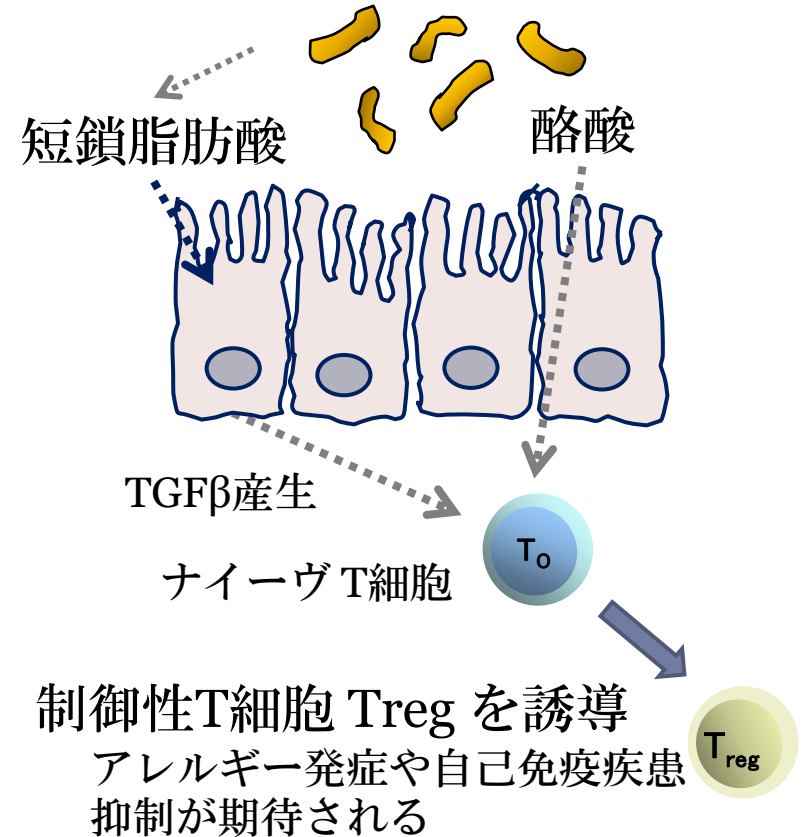 短鎖脂肪酸
酪酸
TGFβ産生
T0
ナイーヴ T細胞
制御性T細胞 Treg を誘導
Treg
アレルギー発症や自己免疫疾患
抑制が期待される